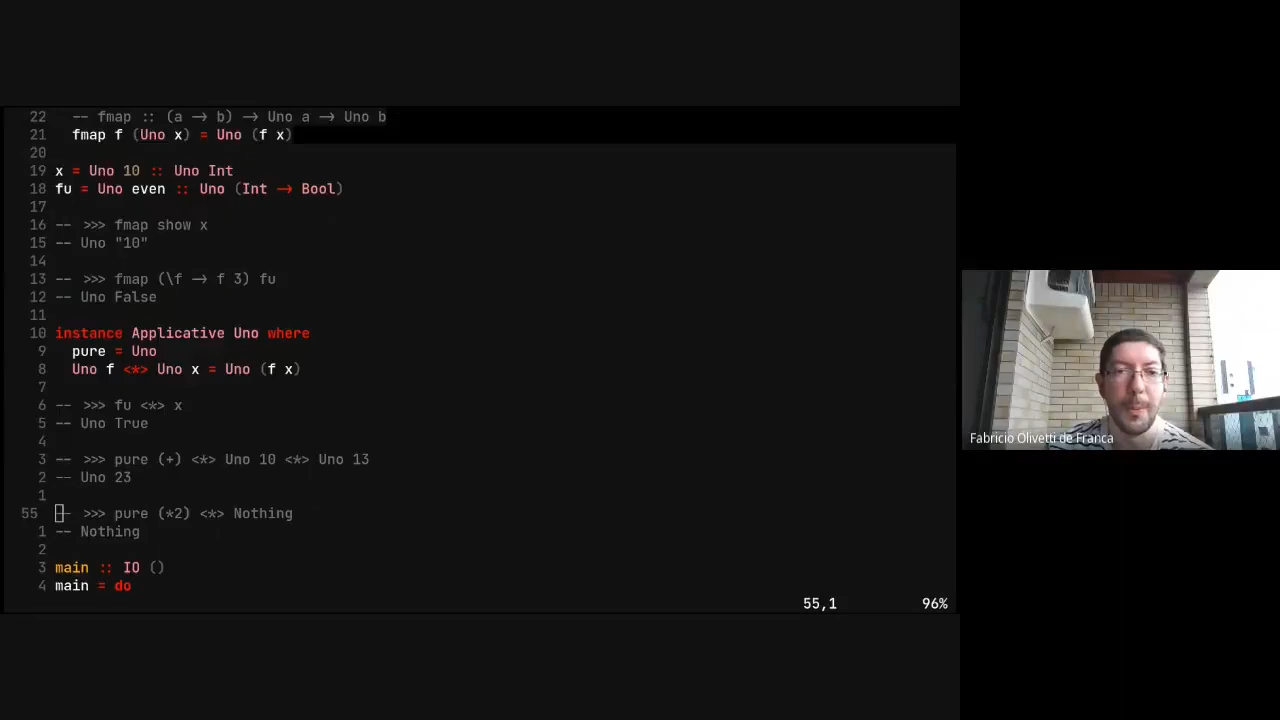 22   -- fmap :: (a → b) → Uno a → Uno b
21   fmap f (Uno x) = Uno (f x)
20
19 x = Uno 10 :: Uno Int
18 fu = Uno even :: Uno (Int → Bool)
17
16 -- >>> fmap show x
15 -- Uno "10"
14
13 -- >>> fmap (\f → f 3) fu
12 -- Uno False
11
10 instance Applicative Uno where
9   pure = Uno
8   Uno f <*> Uno x = Uno (f x)
7
6 -- >>> fu <*> x
5 -- Uno True
4
3 -- >>> pure (+) <*> Uno 10 <*> Uno 13
2 -- Uno 23
1
55 -- >>> pure (*2) <*> Nothing
1 -- Nothing
2
3 main :: IO ()
4 main = do
55,1 96%
Fabricio Olivetti de Franca